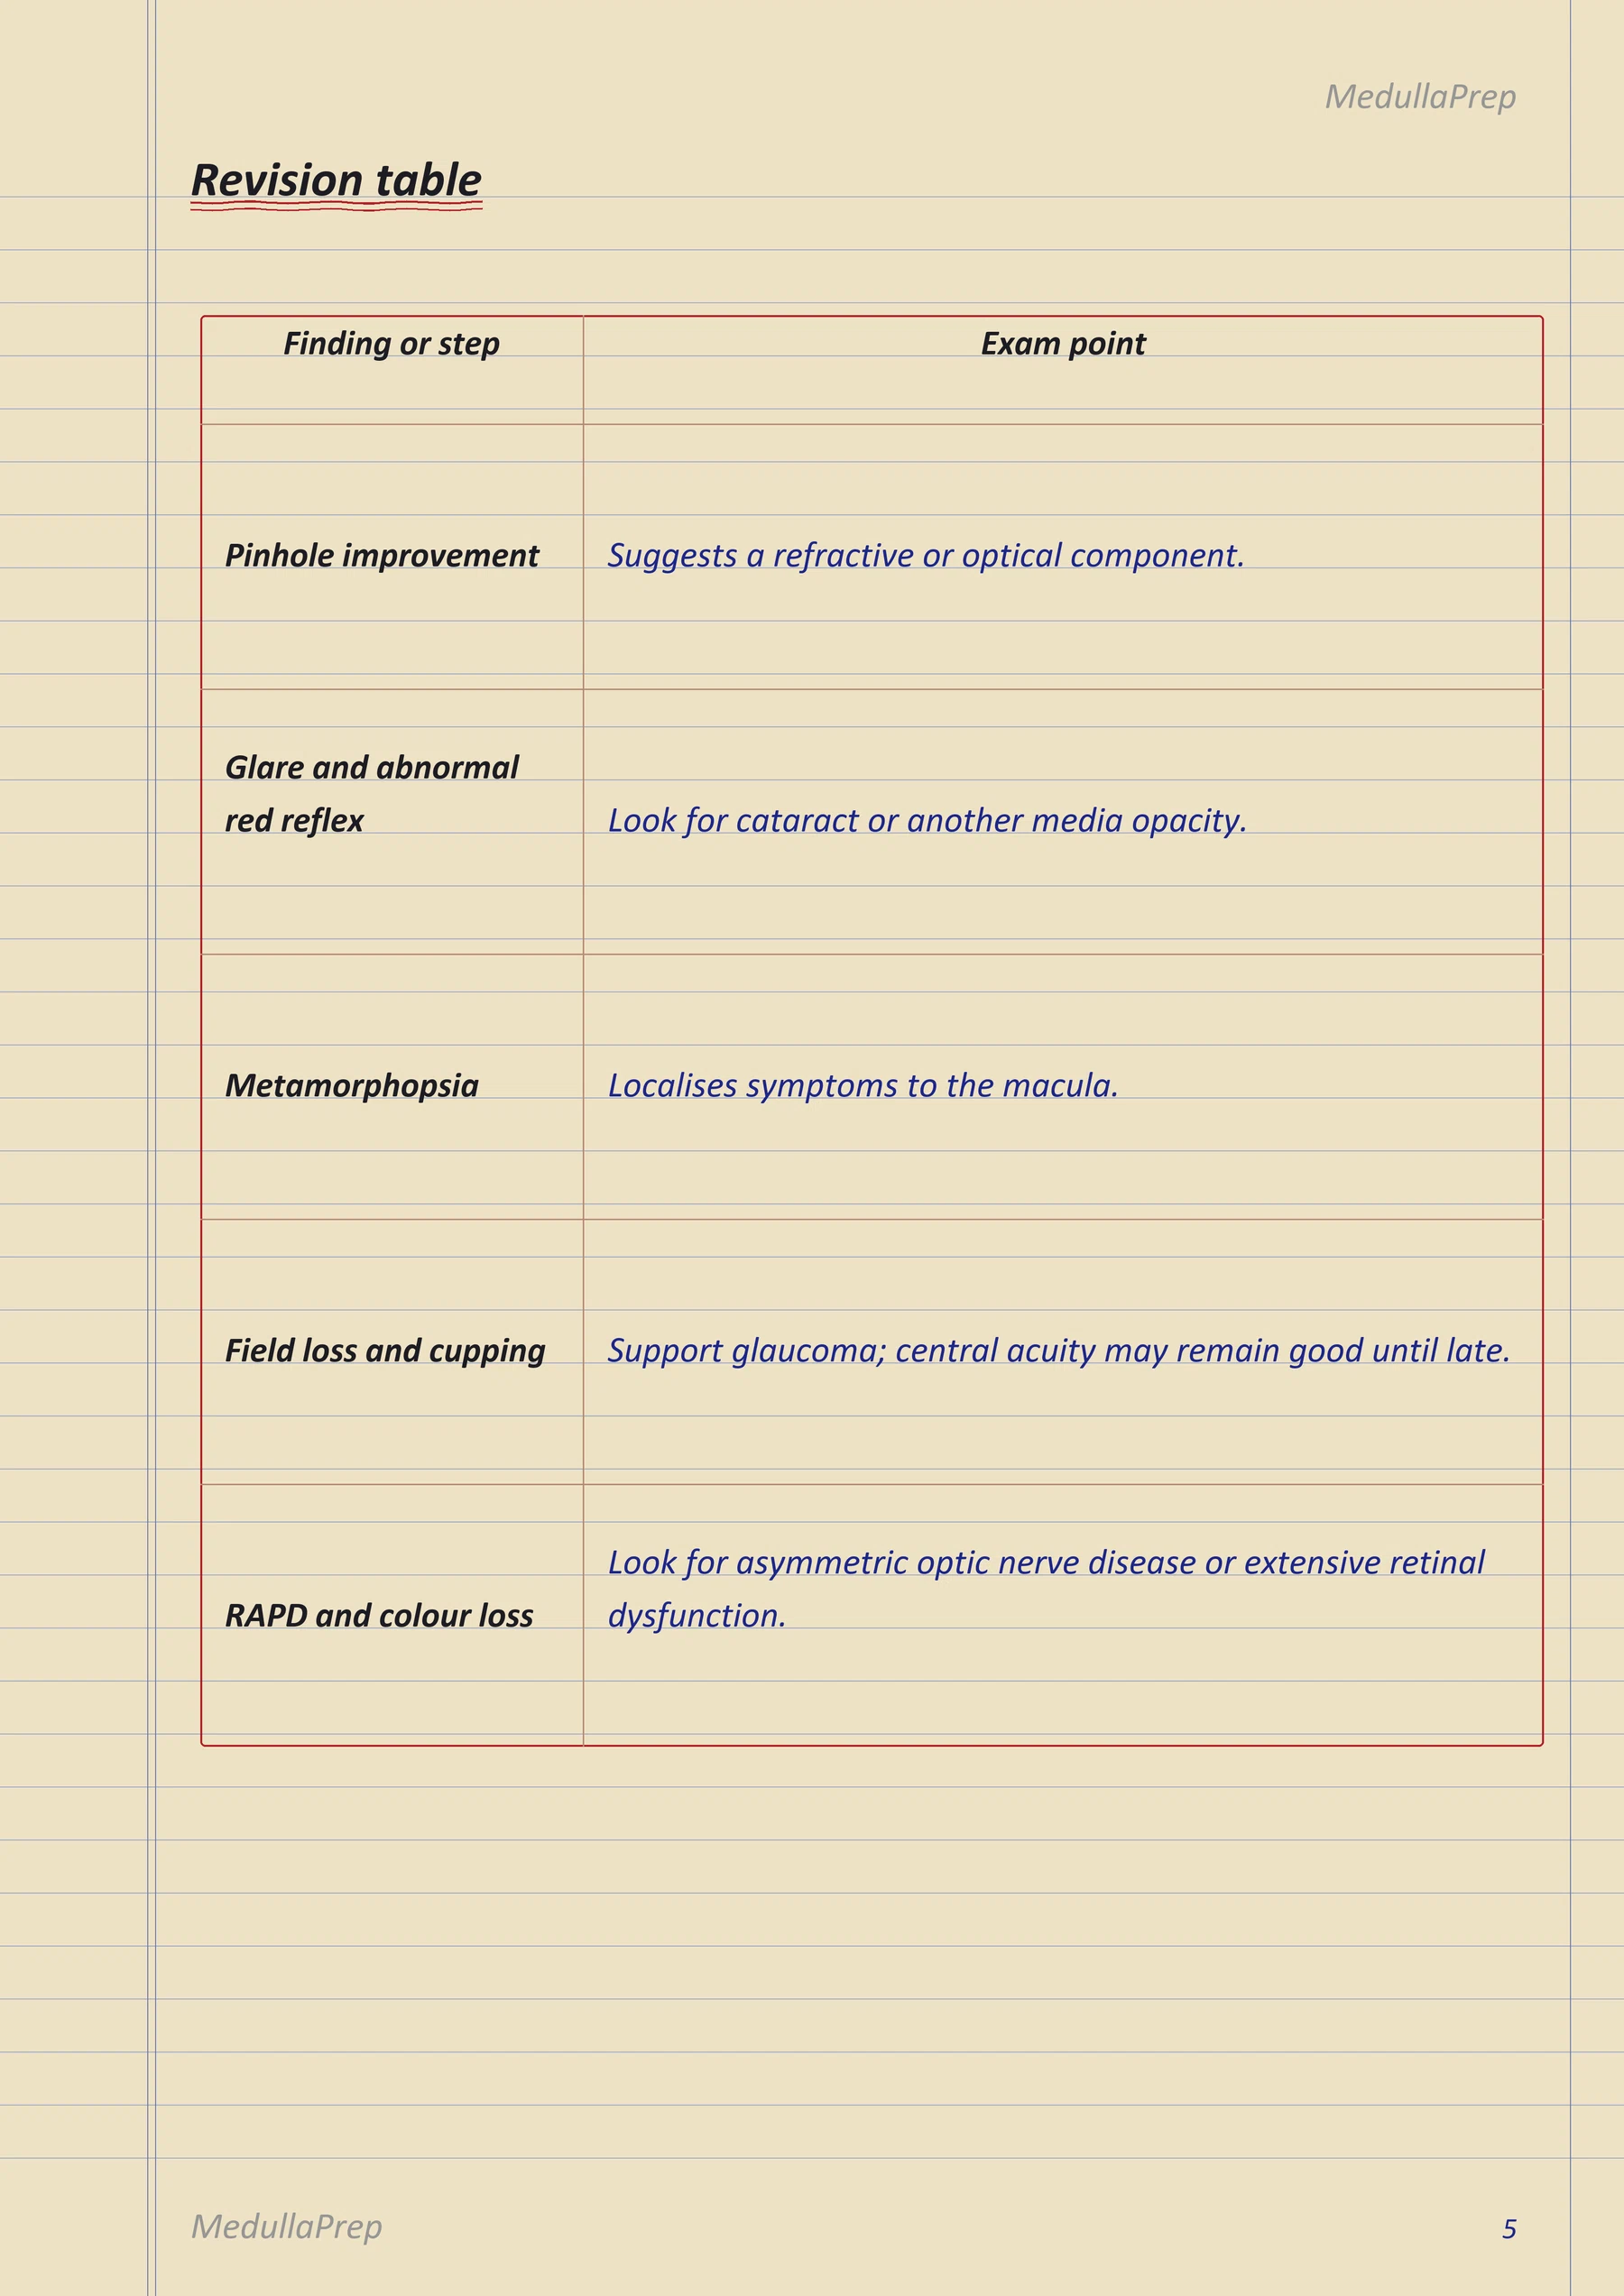 MedullaPrep
Revision table
Finding or step
Exam point
Pinhole improvement
Suggests a refractive or optical component.
Glare and abnormal
red reflex
Look for cataract or another media opacity.
Metamorphopsia
Localises symptoms to the macula.
Field loss and cupping
Support glaucoma; central acuity may remain good until late.
RAPD and colour loss
Look for asymmetric optic nerve disease or extensive retinal
dysfunction.
MedullaPrep
5